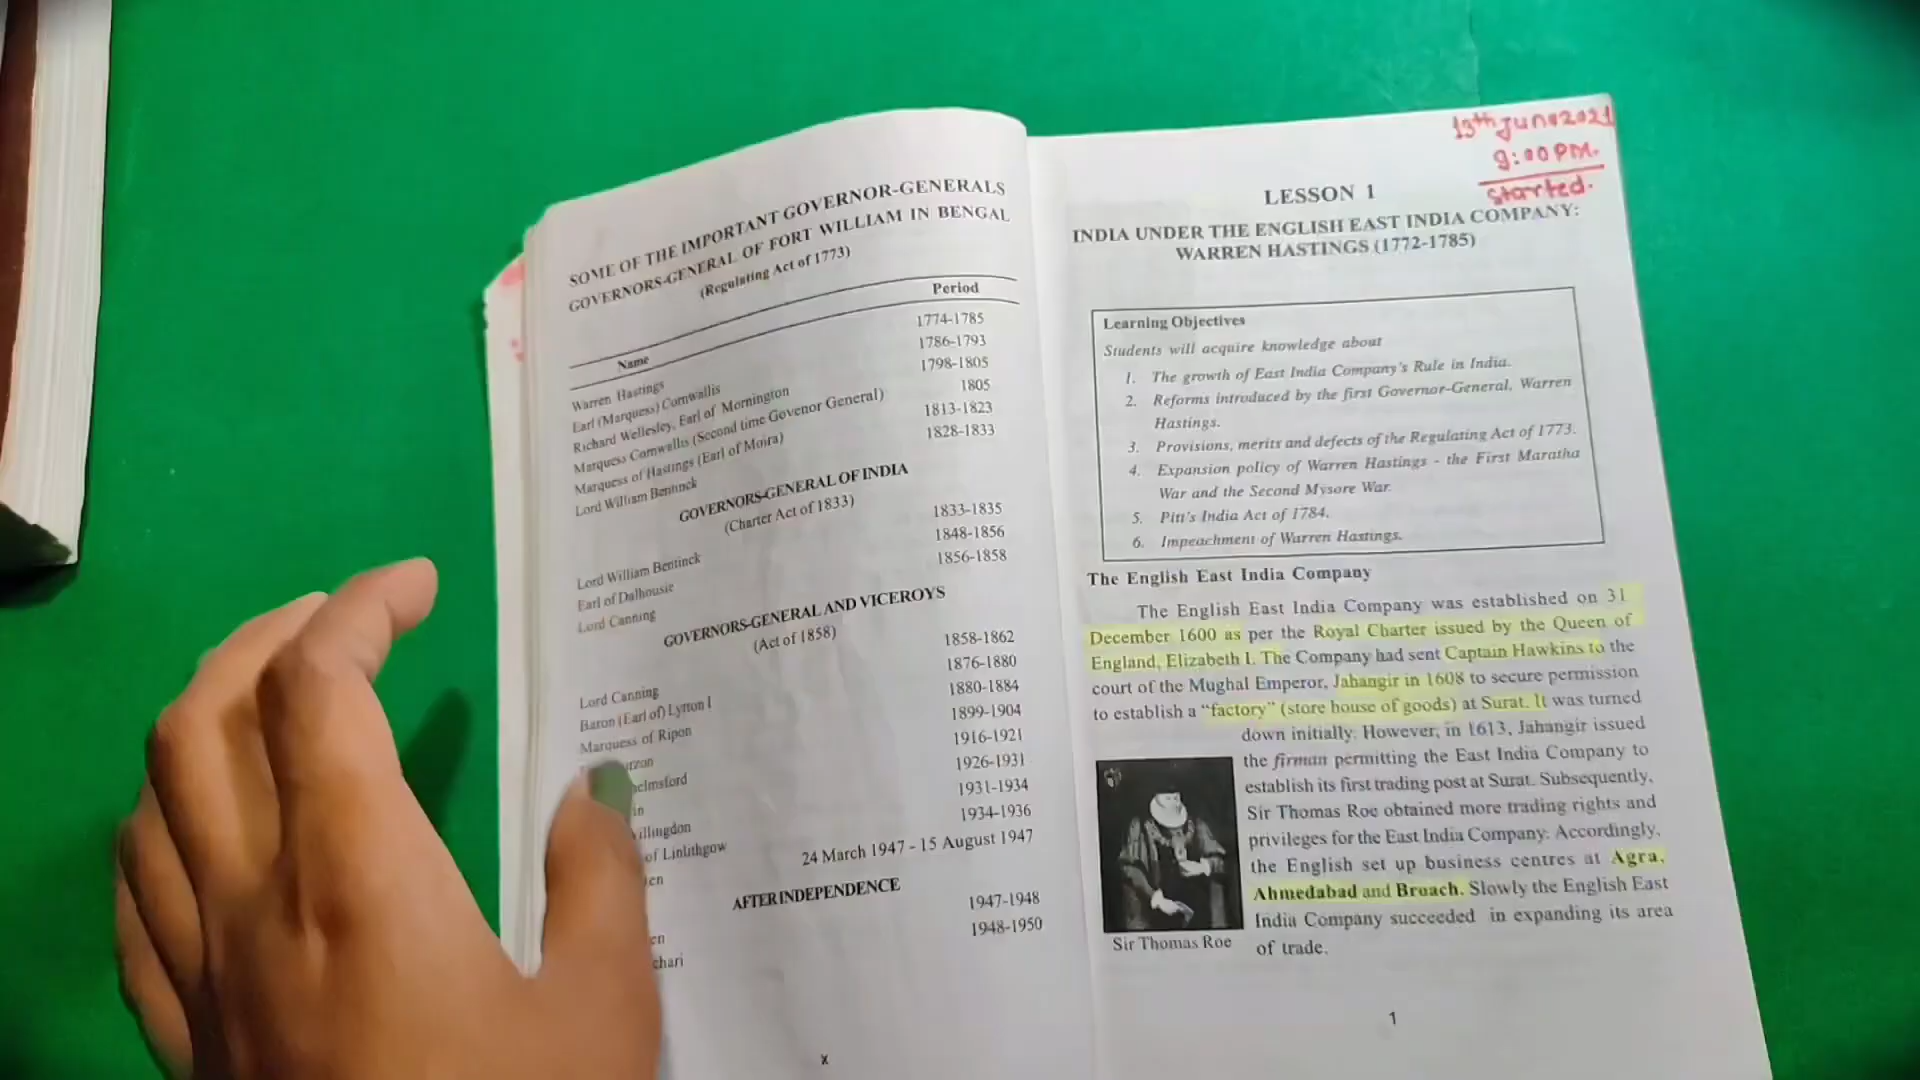 SOME OF THE IMPORTANT GOVERNOR-GENERALS
GOVERNORS-GENERAL OF FORT WILLIAM IN BENGAL
(Regulating Act of 1773)
Name Period
Warren Hastings 1774-1785
Earl (Marquess) Cornwallis 1786-1793
Richard Wellesley, Earl of Mornington 1798-1805
Marquess Cornwallis (Second time Govenor General) 1805
Marquess of Hastings (Earl of Moira) 1813-1823
Lord William Bentinck 1828-1833
GOVERNORS-GENERAL OF INDIA
(Charter Act of 1833)
Lord William Bentinck 1833-1835
Earl of Dalhousie 1848-1856
Lord Canning 1856-1858
GOVERNORS-GENERAL AND VICEROYS
(Act of 1858)
Lord Canning 1858-1862
Baron (Earl of) Lytton I 1876-1880
Marquess of Ripon 1880-1884
urzon 1899-1904
helmsford 1916-1921
in 1926-1931
illingdon 1931-1934
of Linlithgow 1934-1936
en 24 March 1947 - 15 August 1947
AFTER INDEPENDENCE
en 1947-1948
chari 1948-1950
x
13th June 2021
9:00 PM.
started.
LESSON 1
INDIA UNDER THE ENGLISH EAST INDIA COMPANY:
WARREN HASTINGS (1772-1785)
Learning Objectives
Students will acquire knowledge about
1. The growth of East India Company's Rule in India.
2. Reforms introduced by the first Governor-General, Warren
Hastings.
3. Provisions, merits and defects of the Regulating Act of 1773.
4. Expansion policy of Warren Hastings - the First Maratha
War and the Second Mysore War.
5. Pitt's India Act of 1784.
6. Impeachment of Warren Hastings.
The English East India Company
The English East India Company was established on 31
December 1600 as per the Royal Charter issued by the Queen of
England, Elizabeth I. The Company had sent Captain Hawkins to the
court of the Mughal Emperor, Jahangir in 1608 to secure permission
to establish a "factory" (store house of goods) at Surat. It was turned
down initially. However, in 1613, Jahangir issued
the firman permitting the East India Company to
establish its first trading post at Surat. Subsequently,
Sir Thomas Roe obtained more trading rights and
privileges for the East India Company. Accordingly,
the English set up business centres at Agra,
Ahmedabad and Broach. Slowly the English East
India Company succeeded in expanding its area
of trade.
Sir Thomas Roe
1